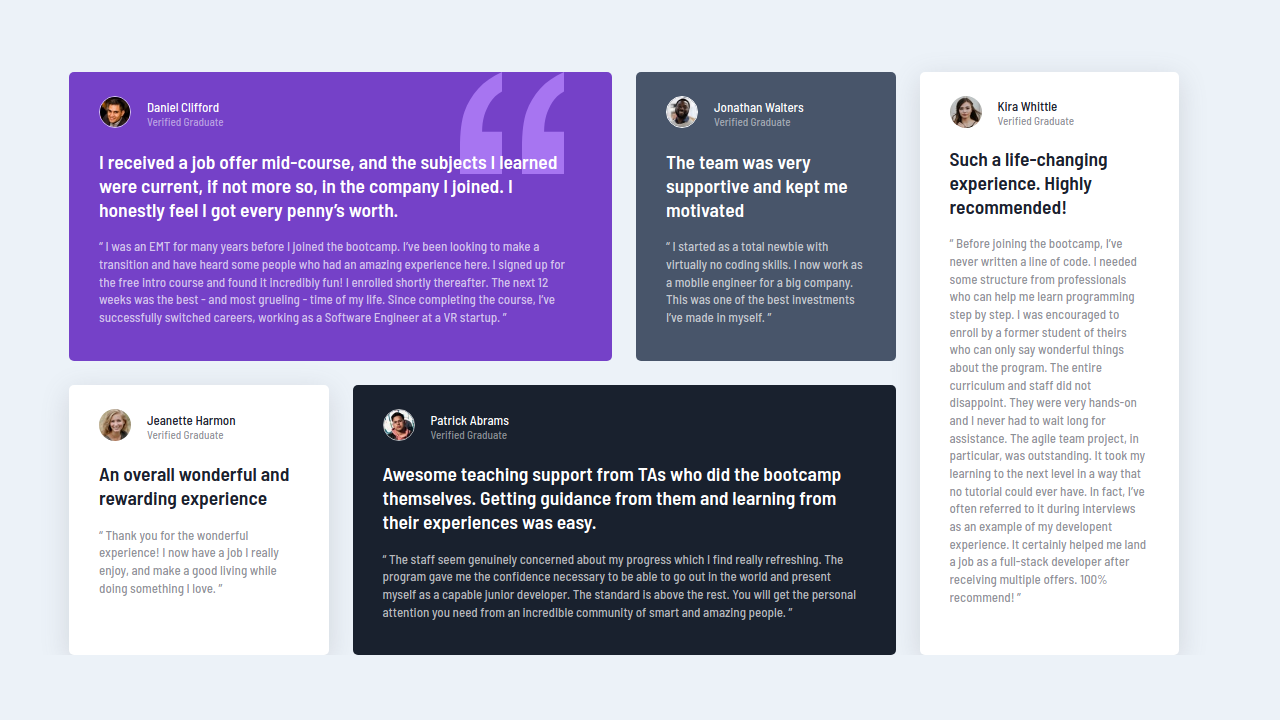 Daniel Clifford
Verified Graduate
I received a job offer mid-course, and the subjects I learned
were current, if not more so, in the company I joined. I
honestly feel I got every penny’s worth.
“ I was an EMT for many years before I joined the bootcamp. I’ve been looking to make a
transition and have heard some people who had an amazing experience here. I signed up for
the free intro course and found it incredibly fun! I enrolled shortly thereafter. The next 12
weeks was the best - and most grueling - time of my life. Since completing the course, I’ve
successfully switched careers, working as a Software Engineer at a VR startup. ”
Jonathan Walters
Verified Graduate
The team was very
supportive and kept me
motivated
“ I started as a total newbie with
virtually no coding skills. I now work as
a mobile engineer for a big company.
This was one of the best investments
I’ve made in myself. ”
Kira Whittle
Verified Graduate
Such a life-changing
experience. Highly
recommended!
“ Before joining the bootcamp, I’ve
never written a line of code. I needed
some structure from professionals
who can help me learn programming
step by step. I was encouraged to
enroll by a former student of theirs
who can only say wonderful things
about the program. The entire
curriculum and staff did not
disappoint. They were very hands-on
and I never had to wait long for
assistance. The agile team project, in
particular, was outstanding. It took my
learning to the next level in a way that
no tutorial could ever have. In fact, I’ve
often referred to it during interviews
as an example of my developent
experience. It certainly helped me land
a job as a full-stack developer after
receiving multiple offers. 100%
recommend! ”
Jeanette Harmon
Verified Graduate
An overall wonderful and
rewarding experience
“ Thank you for the wonderful
experience! I now have a job I really
enjoy, and make a good living while
doing something I love. ”
Patrick Abrams
Verified Graduate
Awesome teaching support from TAs who did the bootcamp
themselves. Getting guidance from them and learning from
their experiences was easy.
“ The staff seem genuinely concerned about my progress which I find really refreshing. The
program gave me the confidence necessary to be able to go out in the world and present
myself as a capable junior developer. The standard is above the rest. You will get the personal
attention you need from an incredible community of smart and amazing people. ”